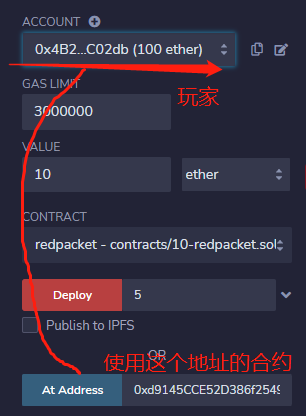 ACCOUNT
0x4B2...C02db (100 ether)
GAS LIMIT
玩家
3000000
VALUE
10 ether
CONTRACT
redpacket - contracts/10-redpacket.sol
Deploy 5
Publish to IPFS
使用这个地址的合约
OR
At Address 0xd9145CCE52D386f2549